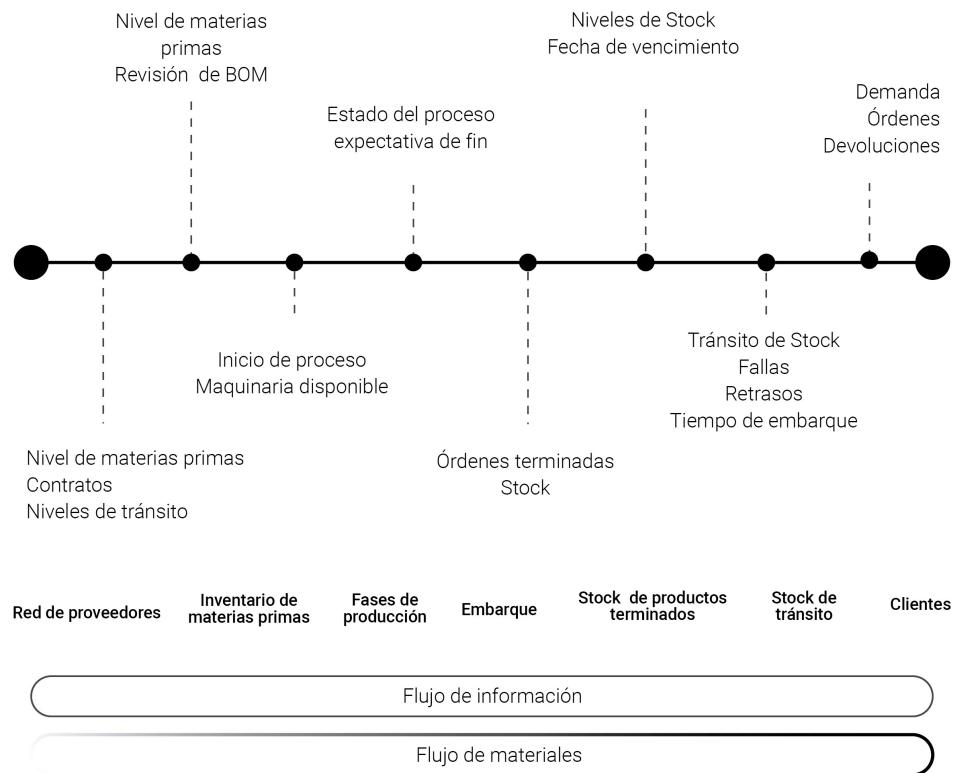 Nivel de materias
primas
Revisión de BOM
Niveles de Stock
Fecha de vencimiento
Estado del proceso
expectativa de fin
Demanda
Órdenes
Devoluciones
Inicio de proceso
Maquinaria disponible
Tránsito de Stock
Fallas
Retrasos
Tiempo de embarque
Nivel de materias primas
Contratos
Niveles de tránsito
Órdenes terminadas
Stock
Red de proveedores
Inventario de
materias primas
Fases de
producción
Embarque
Stock de productos
terminados
Stock de
tránsito
Clientes
Flujo de información
Flujo de materiales